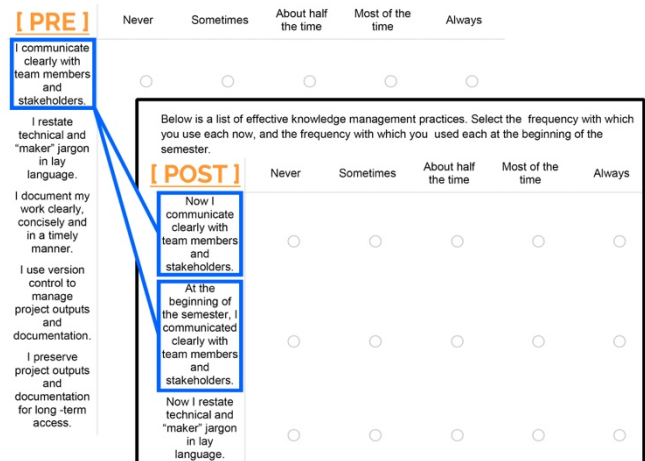 [ PRE ]
Never
Sometimes
About half
the time
Most of the
time
Always
I communicate
clearly with
team members
and
stakeholders.
I restate
technical and
“maker” jargon
in lay
language.
I document my
work clearly,
concisely and
in a timely
manner.
I use version
control to
manage
project outputs
and
documentation.
I preserve
project outputs
and
documentation
for long -term
access.
Below is a list of effective knowledge management practices. Select the frequency with which
you use each now, and the frequency with which you used each at the beginning of the
semester.
[ POST ]
Never
Sometimes
About half
the time
Most of the
time
Always
Now I
communicate
clearly with
team members
and
stakeholders.
At the
beginning of
the semester, I
communicated
clearly with
team members
and
stakeholders.
Now I restate
technical and
“maker” jargon
in lay
language.